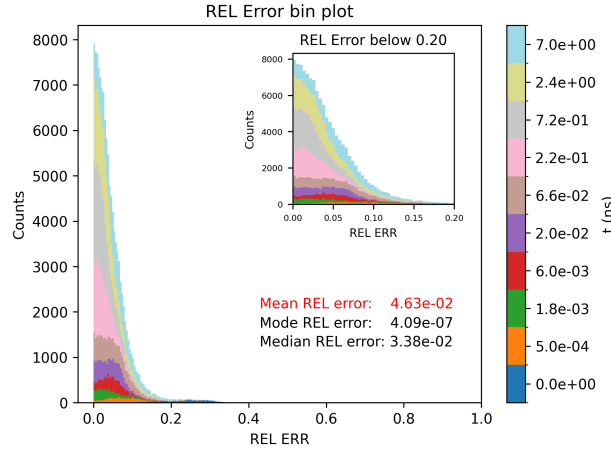 REL Error bin plot
8000
7000
6000
5000
4000
3000
2000
1000
0
Counts
0.0 0.2 0.4 0.6 0.8 1.0
REL ERR
REL Error below 0.20
8000
6000
4000
2000
0
Counts
0.00 0.05 0.10 0.15 0.20
REL ERR
Mean REL error: 4.63e-02
Mode REL error: 4.09e-07
Median REL error: 3.38e-02
7.0e+00
2.4e+00
7.2e-01
2.2e-01
6.6e-02
2.0e-02
6.0e-03
1.8e-03
5.0e-04
0.0e+00
t (ns)